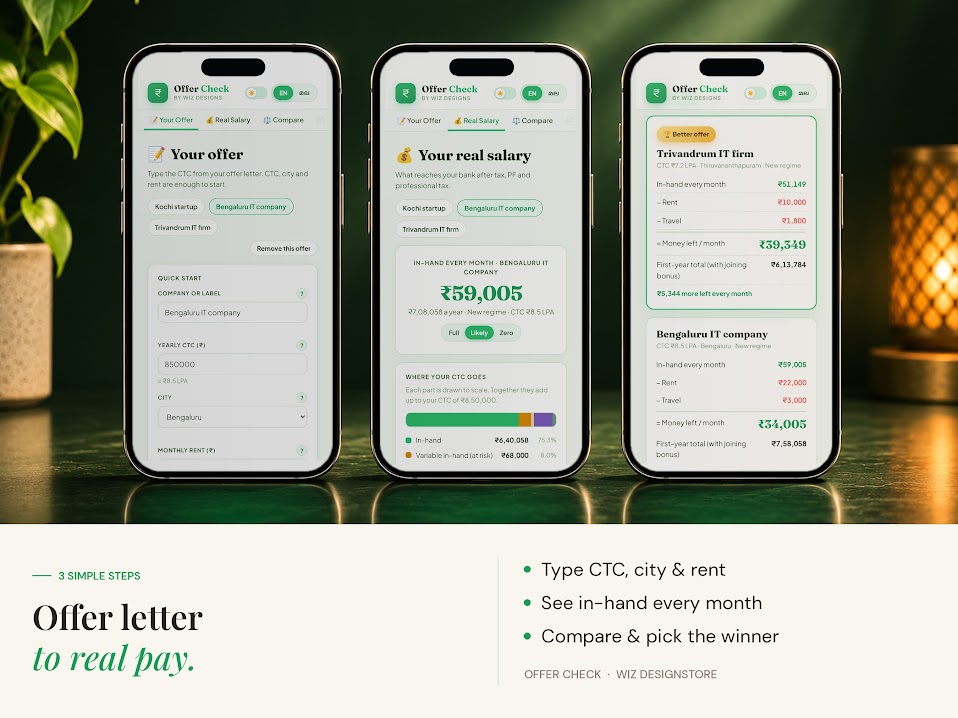 ₹
Offer Check
BY WIZ DESIGNS
EN
മല
Your Offer
Real Salary
Compare
Your offer
Type the CTC from your offer letter. CTC, city and
rent are enough to start.
Kochi startup
Bengaluru IT company
Trivandrum IT firm
Remove this offer
QUICK START
COMPANY OR LABEL
?
Bengaluru IT company
YEARLY CTC (₹)
?
850000
= ₹8.5 LPA
CITY
?
Bengaluru
MONTHLY RENT (₹)
?
₹
Offer Check
BY WIZ DESIGNS
EN
മല
Your Offer
Real Salary
Compare
Your real salary
What reaches your bank after tax, PF and
professional tax.
Kochi startup
Bengaluru IT company
Trivandrum IT firm
IN-HAND EVERY MONTH · BENGALURU IT
COMPANY
₹59,005
₹7,08,058 a year · New regime · CTC ₹8.5 LPA
Full
Likely
Zero
WHERE YOUR CTC GOES
Each part is drawn to scale. Together they add
up to your CTC of ₹8,50,000.
In-hand ₹6,40,058 75.3%
Variable in-hand (at risk) ₹68,000 8.0%
₹
Offer Check
BY WIZ DESIGNS
EN
മല
Better offer
Trivandrum IT firm
CTC ₹7.2 LPA · Thiruvananthapuram · New regime
In-hand every month ₹51,149
− Rent ₹10,000
− Travel ₹1,800
= Money left / month ₹39,349
First-year total (with joining ₹6,13,784
bonus)
₹5,344 more left every month
Bengaluru IT company
CTC ₹8.5 LPA · Bengaluru · New regime
In-hand every month ₹59,005
− Rent ₹22,000
− Travel ₹3,000
= Money left / month ₹34,005
First-year total (with joining ₹7,58,058
bonus)
3 SIMPLE STEPS
Offer letter
to real pay.
Type CTC, city & rent
See in-hand every month
Compare & pick the winner
OFFER CHECK · WIZ DESIGNSTORE